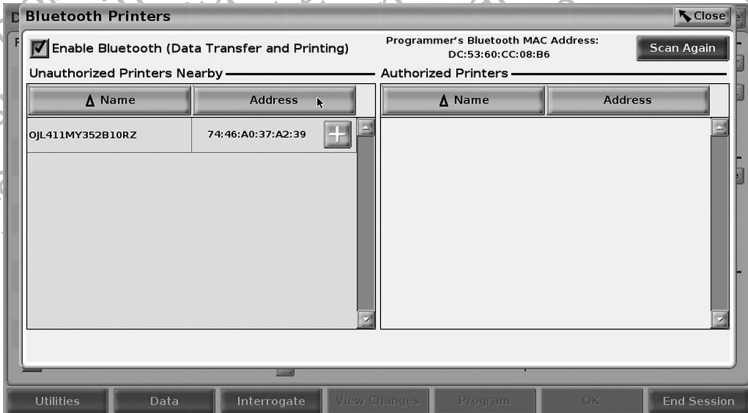 Bluetooth Printers
Close
Enable Bluetooth (Data Transfer and Printing)
Programmer's Bluetooth MAC Address:
DC:53:60:CC:08:B6
Scan Again
Unauthorized Printers Nearby
Authorized Printers
Δ Name
Address
Δ Name
Address
OJL411MY352B10RZ
74:46:A0:37:A2:39
Utilities
Data
Interrogate
View Changes
Program
OK
End Session